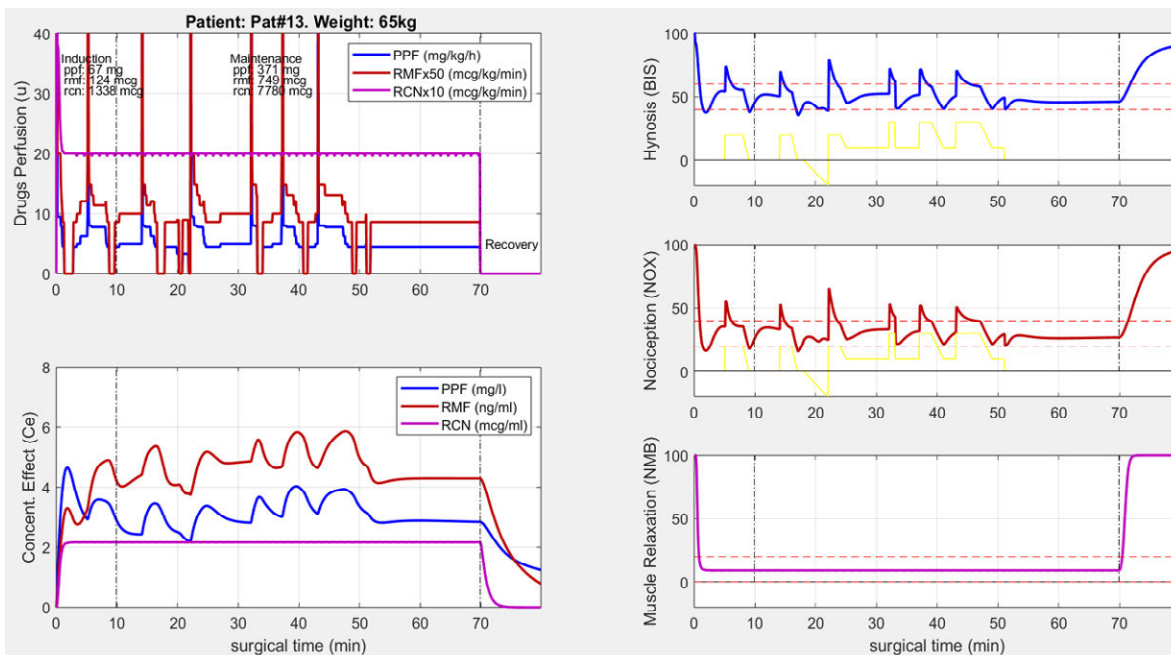 Patient: Pat#13. Weight: 65kg
Drugs Perfusion (u)
40
30
20
10
0
Induction
ppf: 67 mg
rmf: 124 mcg
rcn: 1338 mcg
Maintenance
ppf: 371 mg
rmf: 749 mcg
rcn: 7780 mcg
PPF (mg/kg/h)
RMFx50 (mcg/kg/min)
RCNx10 (mcg/kg/min)
Recovery
0 10 20 30 40 50 60 70
Concent. Effect (Ce)
8
6
4
2
0
PPF (mg/l)
RMF (ng/ml)
RCN (mcg/ml)
0 10 20 30 40 50 60 70
surgical time (min)
Hynosis (BIS)
100
50
0
0 10 20 30 40 50 60 70
Nociception (NOX)
100
50
0
0 10 20 30 40 50 60 70
Muscle Relaxation (NMB)
100
50
0
0 10 20 30 40 50 60 70
surgical time (min)